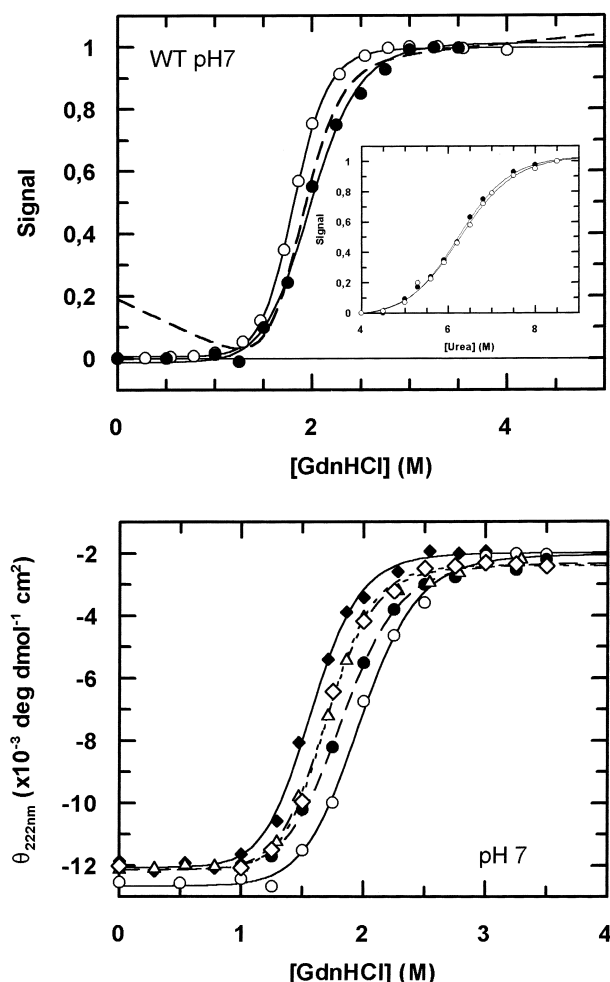 WT pH7
Signal
1
0,8
0,6
0,4
0,2
0
0 2 4
[GdnHCl] (M)
Signal
1
0,8
0,6
0,4
0,2
0
4 6 8
[Urea] (M)
θ222nm (x10-3 deg dmol-1 cm2)
-2
-4
-6
-8
-10
-12
pH 7
0 1 2 3 4
[GdnHCl] (M)